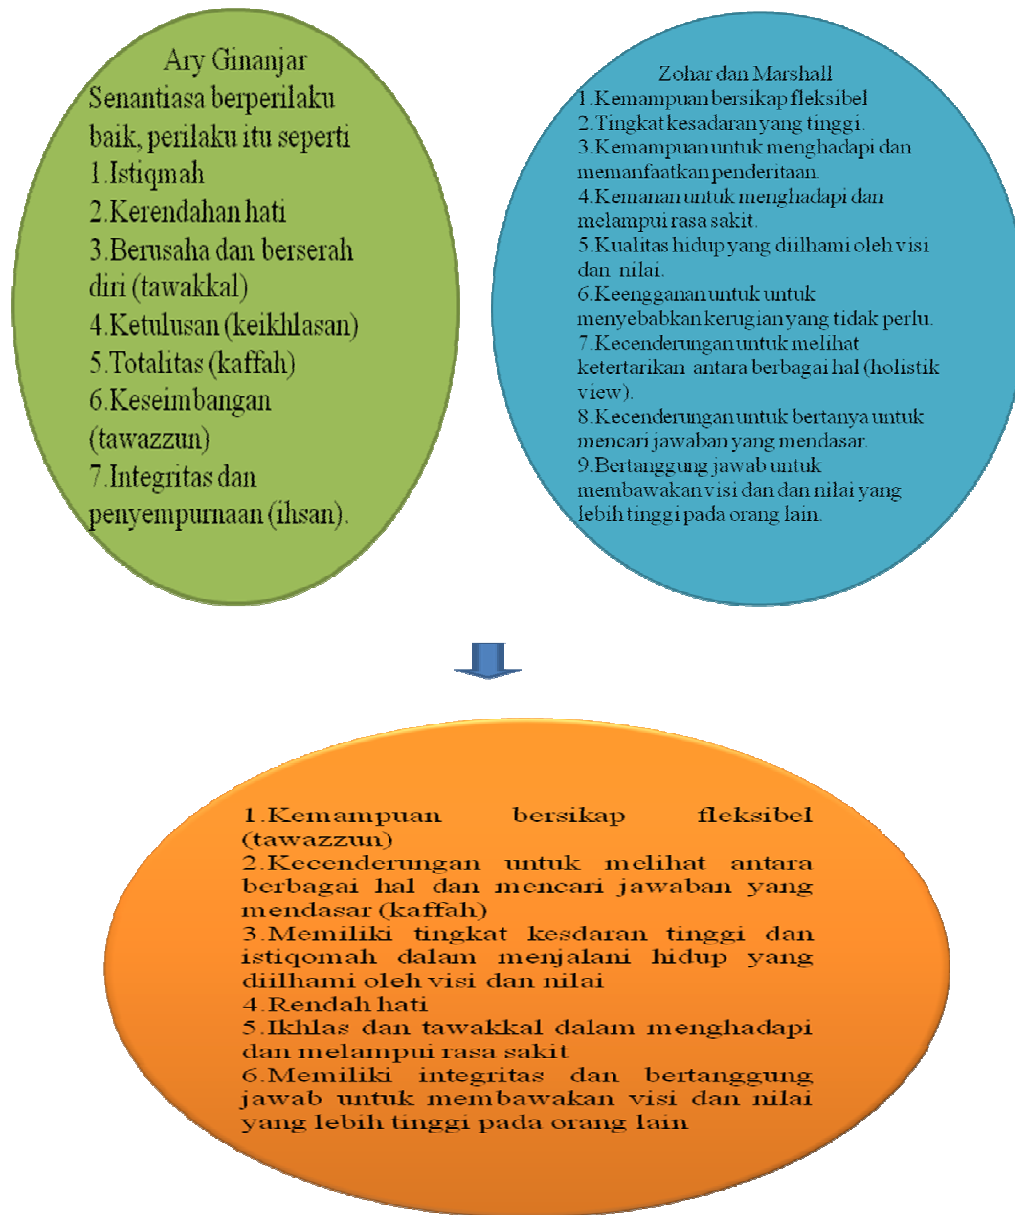 Ary Ginanjar
Senantiasa berperilaku
baik, perilaku itu seperti
1.Istiqmah
2.Kerendahan hati
3.Berusaha dan berserah
diri (tawakkal)
4.Ketulusan (keikhlasan)
5.Totalitas (kaffah)
6.Keseimbangan
(tawazzun)
7.Integritas dan
penyempurnaan (ihsan).
Zohar dan Marshall
1.Kemampuan bersikap fleksibel
2.Tingkat kesadaran yang tinggi.
3.Kemampuan untuk menghadapi dan
memanfaatkan penderitaan.
4.Kemanan untuk menghadapi dan
melampui rasa sakit.
5.Kualitas hidup yang diilhami oleh visi
dan nilai.
6.Keengganan untuk untuk
menyebabkan kerugian yang tidak perlu.
7.Kecenderungan untuk melihat
ketertarikan antara berbagai hal (holistik
view).
8.Kecenderungan untuk bertanya untuk
mencari jawaban yang mendasar.
9.Bertanggung jawab untuk
membawakan visi dan dan nilai yang
lebih tinggi pada orang lain.
1.Kemampuan bersikap fleksibel
(tawazzun)
2.Kecenderungan untuk melihat antara
berbagai hal dan mencari jawaban yang
mendasar (kaffah)
3.Memiliki tingkat kesdaran tinggi dan
istiqomah dalam menjalani hidup yang
diilhami oleh visi dan nilai
4.Rendah hati
5.Ikhlas dan tawakkal dalam menghadapi
dan melampui rasa sakit
6.Memiliki integritas dan bertanggung
jawab untuk membawakan visi dan nilai
yang lebih tinggi pada orang lain